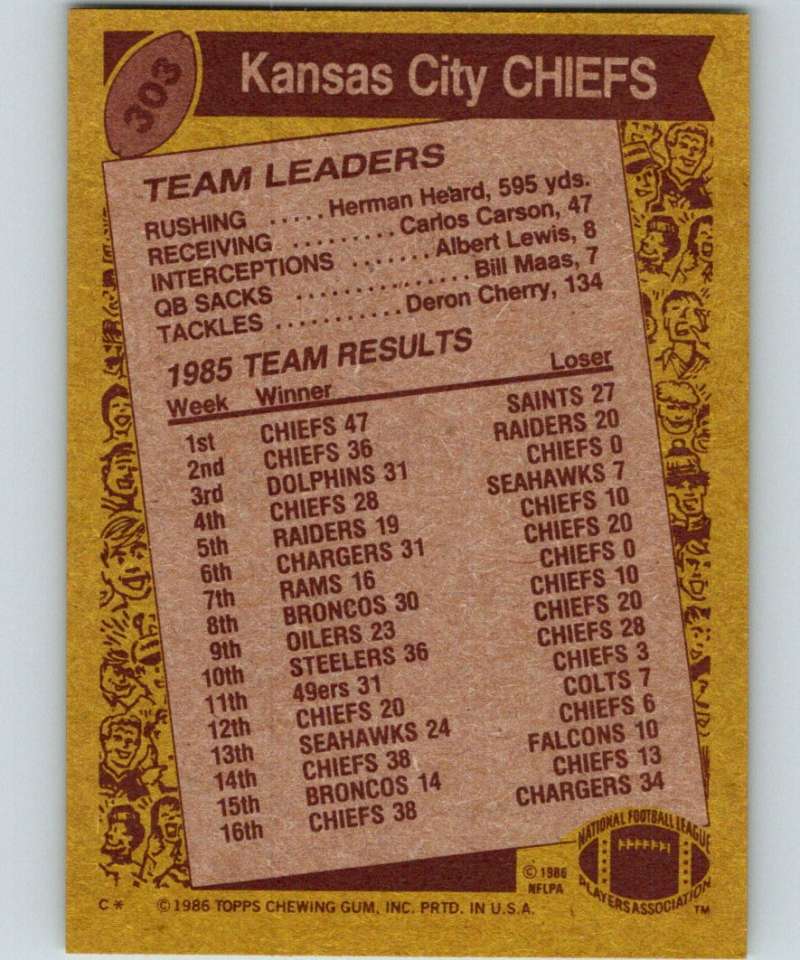 303
Kansas City CHIEFS
TEAM LEADERS
RUSHING ..... Herman Heard, 595 yds.
RECEIVING .......... Carlos Carson, 47
INTERCEPTIONS ....... Albert Lewis, 8
QB SACKS ............... Bill Maas, 7
TACKLES ........... Deron Cherry, 134
1985 TEAM RESULTS
Week Winner Loser
1st CHIEFS 47 SAINTS 27
2nd CHIEFS 36 RAIDERS 20
3rd DOLPHINS 31 CHIEFS 0
4th CHIEFS 28 SEAHAWKS 7
5th RAIDERS 19 CHIEFS 10
6th CHARGERS 31 CHIEFS 20
7th RAMS 16 CHIEFS 0
8th BRONCOS 30 CHIEFS 10
9th OILERS 23 CHIEFS 20
10th STEELERS 36 CHIEFS 28
11th 49ers 31 CHIEFS 3
12th CHIEFS 20 COLTS 7
13th SEAHAWKS 24 CHIEFS 6
14th CHIEFS 38 FALCONS 10
15th BRONCOS 14 CHIEFS 13
16th CHIEFS 38 CHARGERS 34
NATIONAL FOOTBALL LEAGUE
PLAYERS ASSOCIATION
TM
© 1986
NFLPA
C* © 1986 TOPPS CHEWING GUM, INC. PRTD. IN U.S.A.